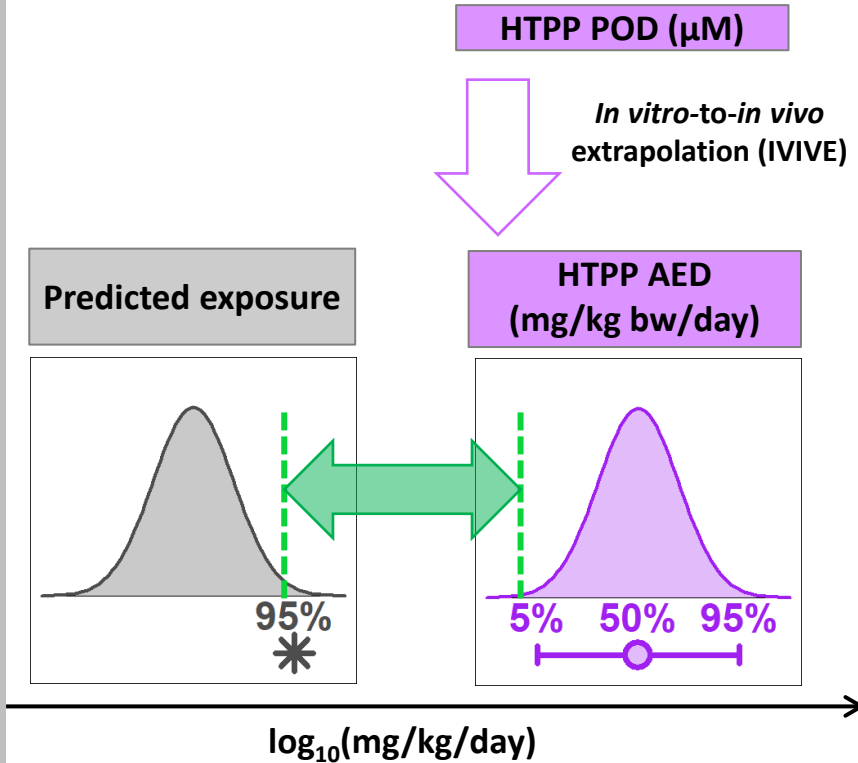 HTPP POD (µM)
In vitro-to-in vivo
extrapolation (IVIVE)
Predicted exposure
HTPP AED
(mg/kg bw/day)
95%
5% 50% 95%
log₁₀(mg/kg/day)